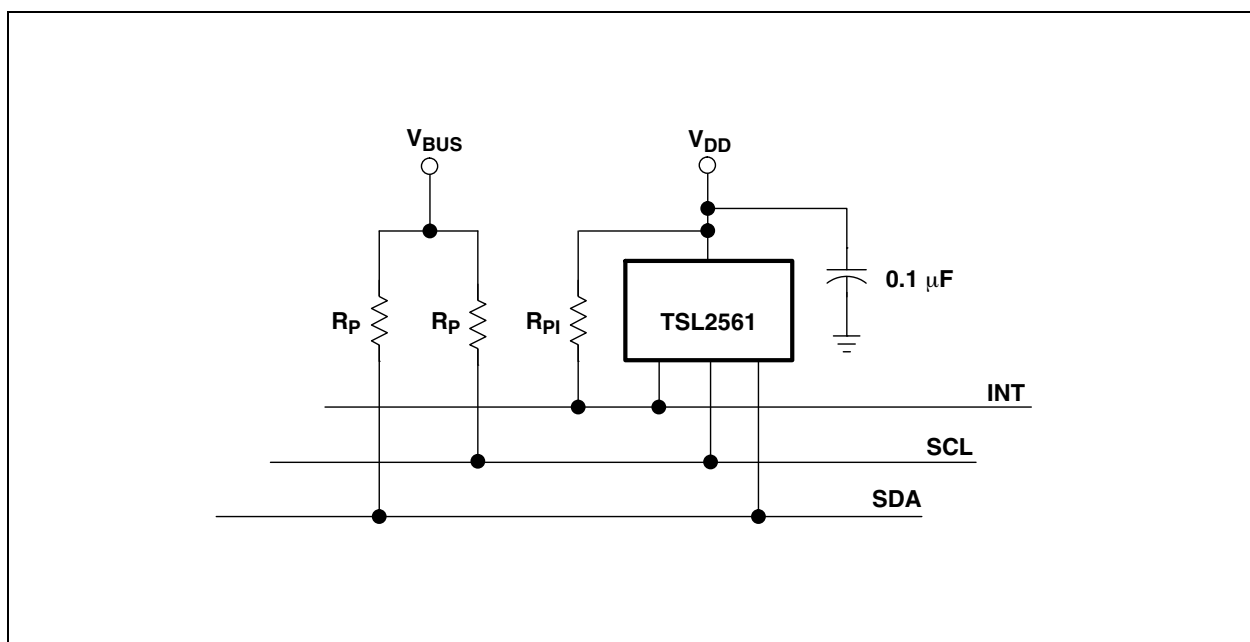 VBUS
VDD
RP
RP
RPI
TSL2561
0.1 μF
INT
SCL
SDA